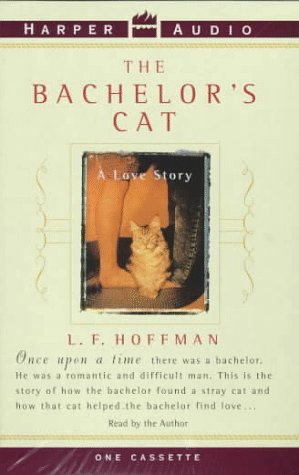 HARPER AUDIO
THE
BACHELOR'S
CAT
A Love Story
L. F. HOFFMAN
Once upon a time there was a bachelor.
He was a romantic and difficult man. This is the
story of how the bachelor found a stray cat and
how that cat helped the bachelor find love...
Read by the Author
ONE CASSETTE